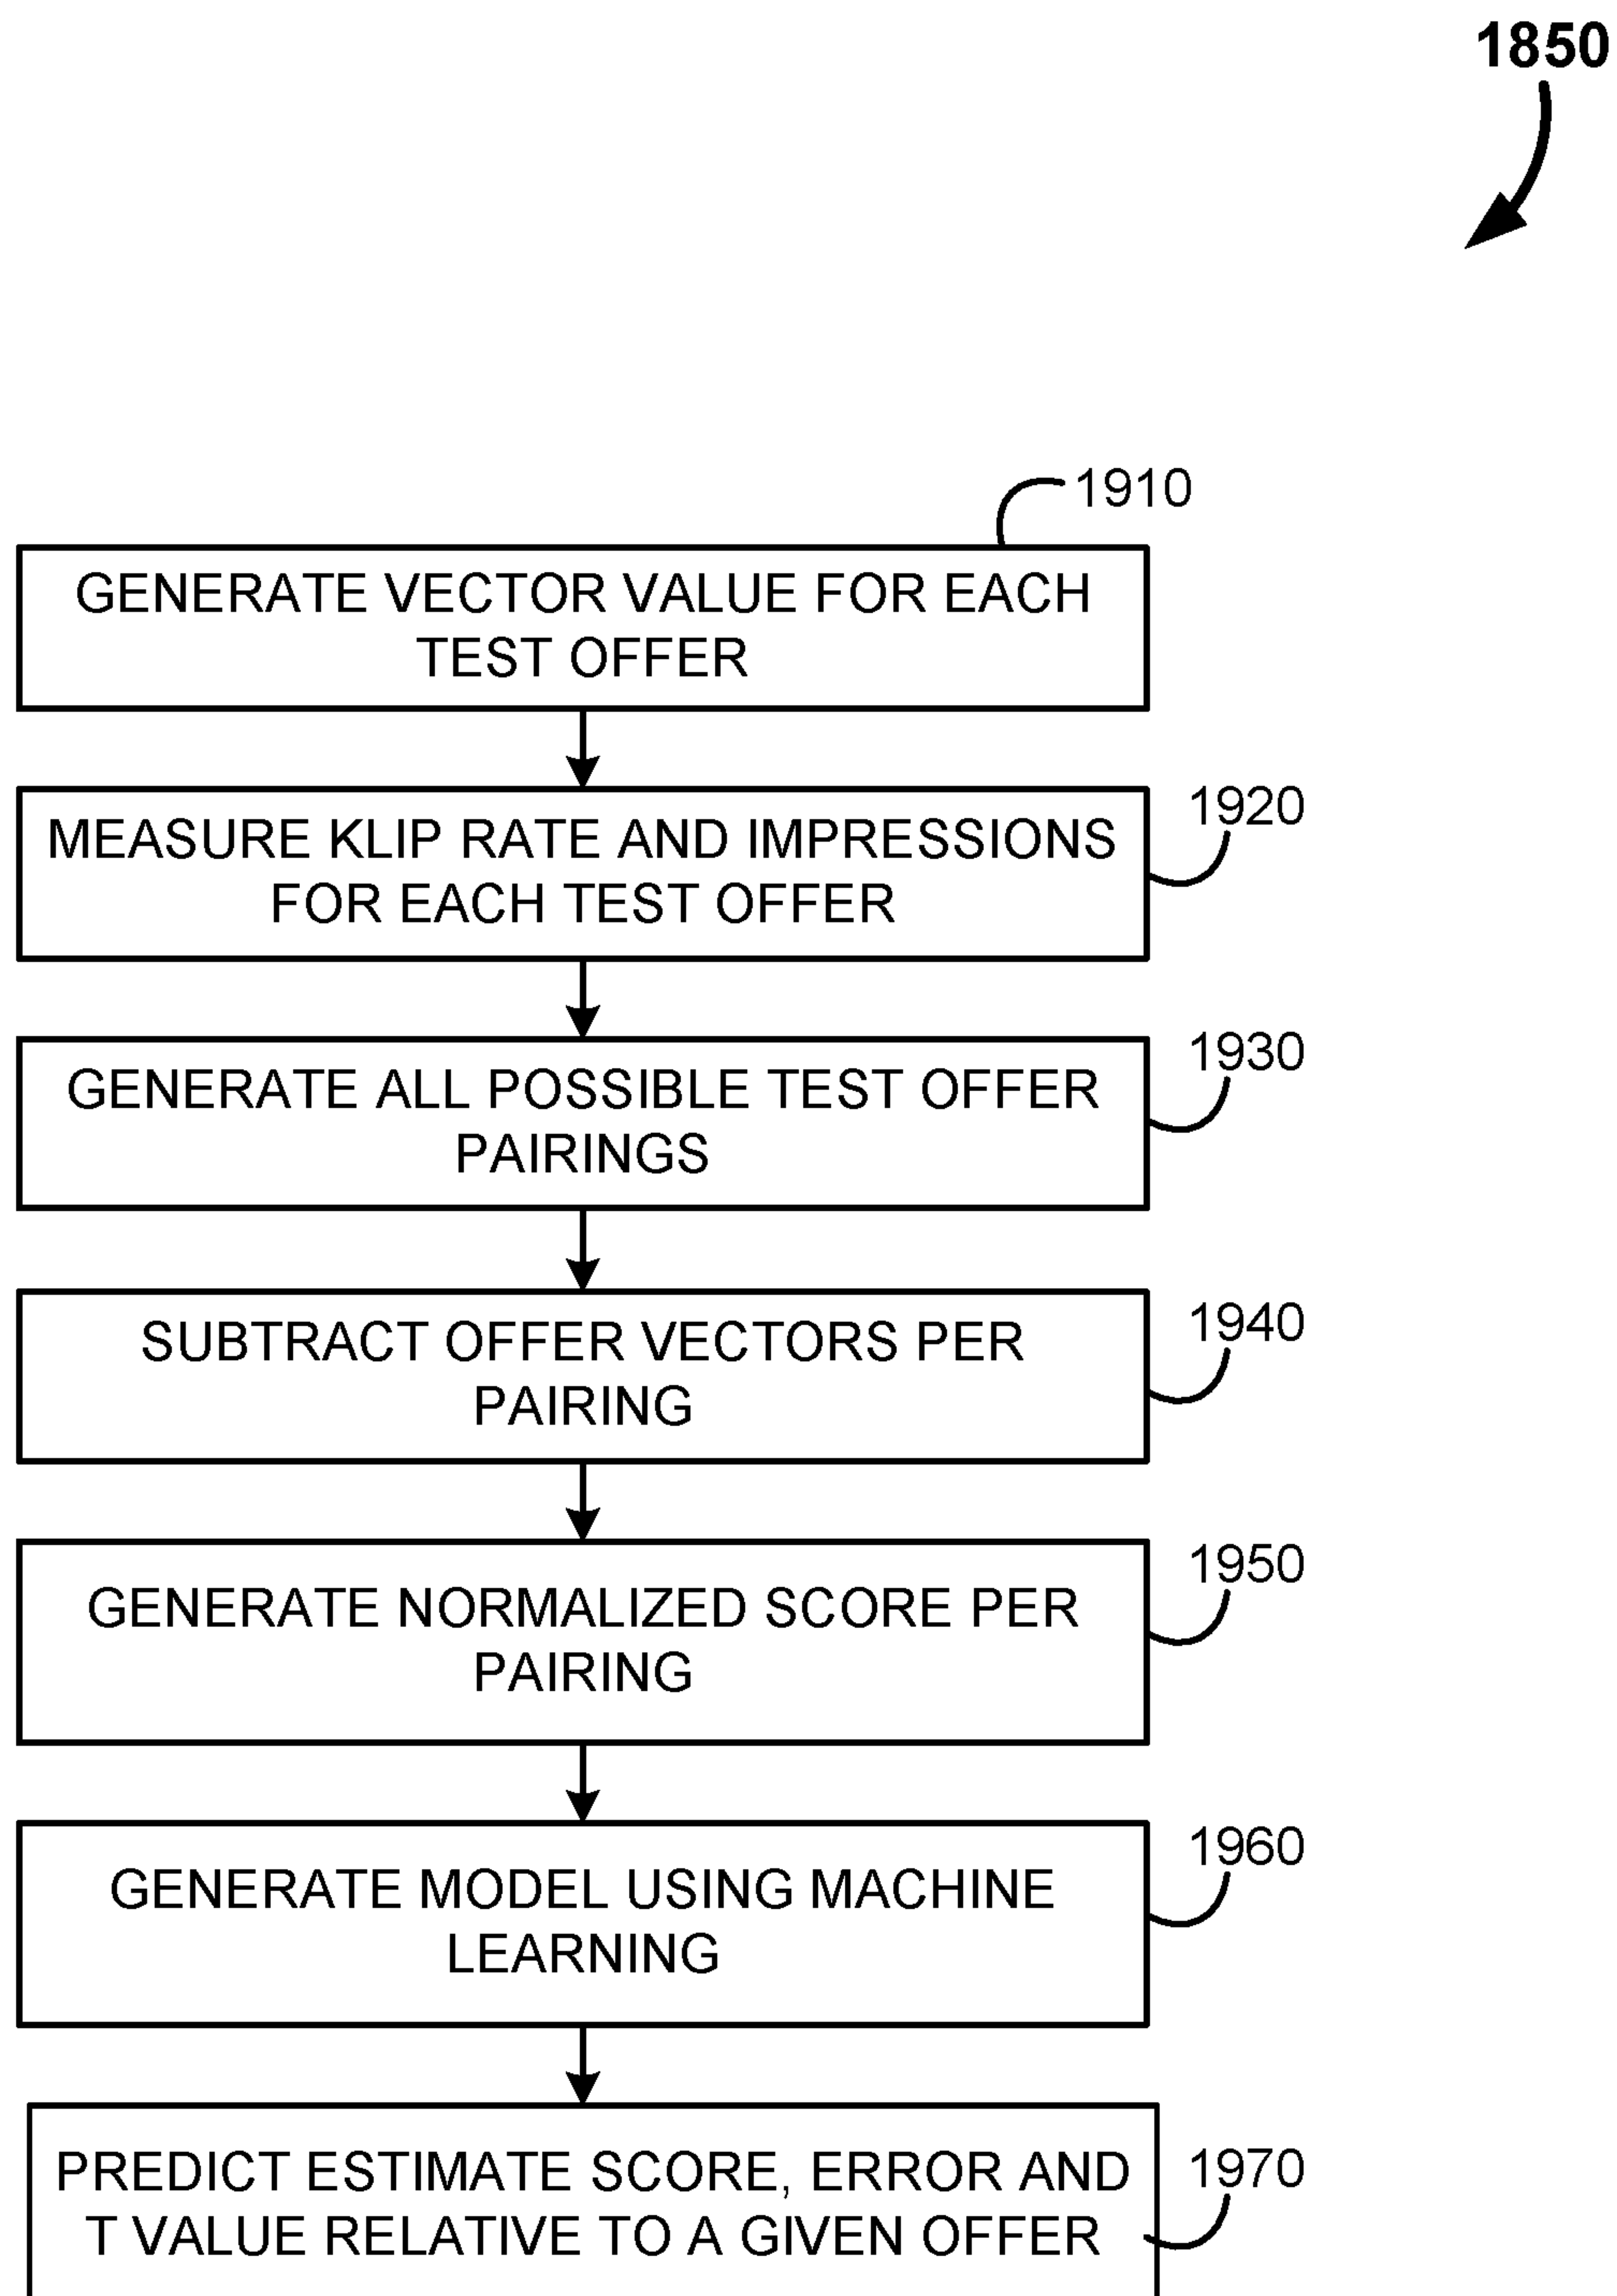 1850
1910
GENERATE VECTOR VALUE FOR EACH
TEST OFFER
1920
MEASURE KLIP RATE AND IMPRESSIONS
FOR EACH TEST OFFER
1930
GENERATE ALL POSSIBLE TEST OFFER
PAIRINGS
1940
SUBTRACT OFFER VECTORS PER
PAIRING
1950
GENERATE NORMALIZED SCORE PER
PAIRING
1960
GENERATE MODEL USING MACHINE
LEARNING
1970
PREDICT ESTIMATE SCORE, ERROR AND
T VALUE RELATIVE TO A GIVEN OFFER